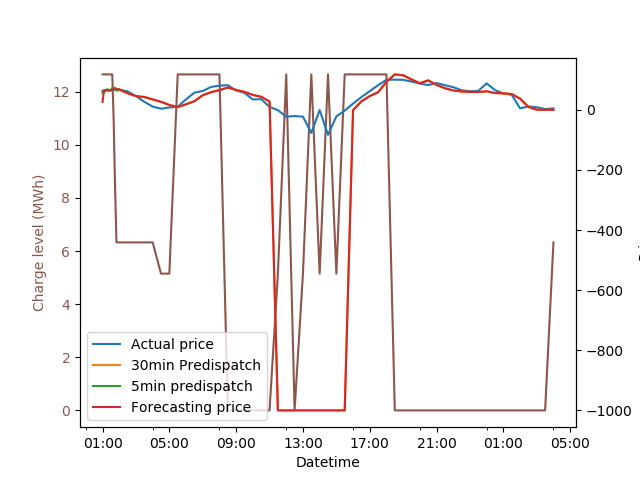 Charge level (MWh)
12
10
8
6
4
2
0
0
−200
−400
−600
−800
−1000
Actual price
30min Predispatch
5min predispatch
Forecasting price
01:00 05:00 09:00 13:00 17:00 21:00 01:00 05:00
Datetime